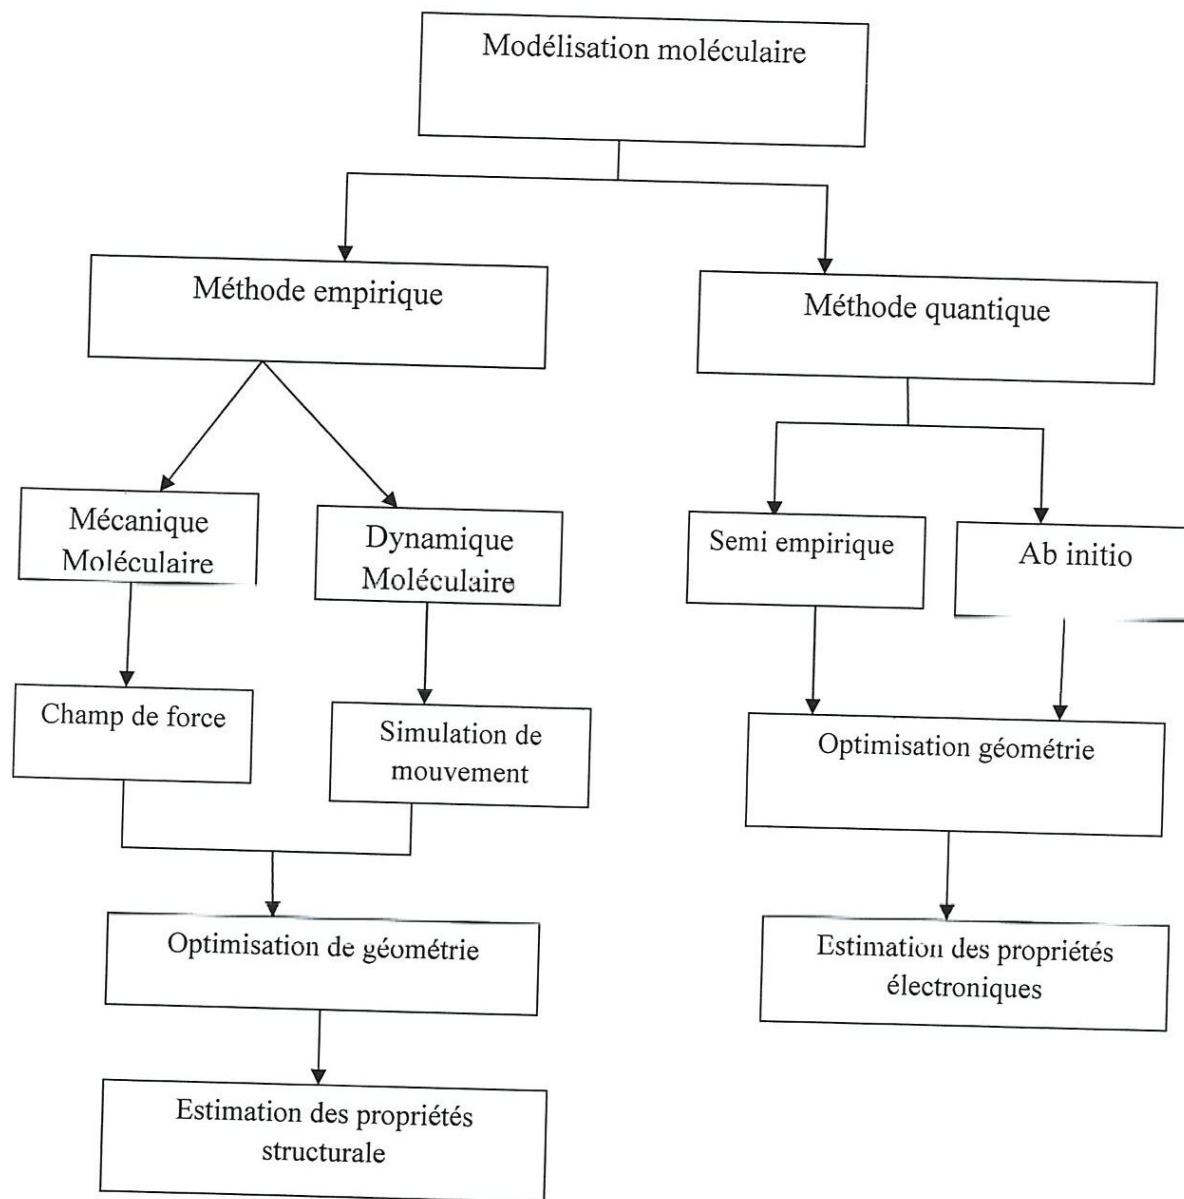 Modélisation moléculaire
Méthode empirique
Méthode quantique
Mécanique
Moléculaire
Dynamique
Moléculaire
Semi empirique
Ab initio
Champ de force
Simulation de
mouvement
Optimisation géométrie
Optimisation de géométrie
Estimation des propriétés
électroniques
Estimation des propriétés
structurale